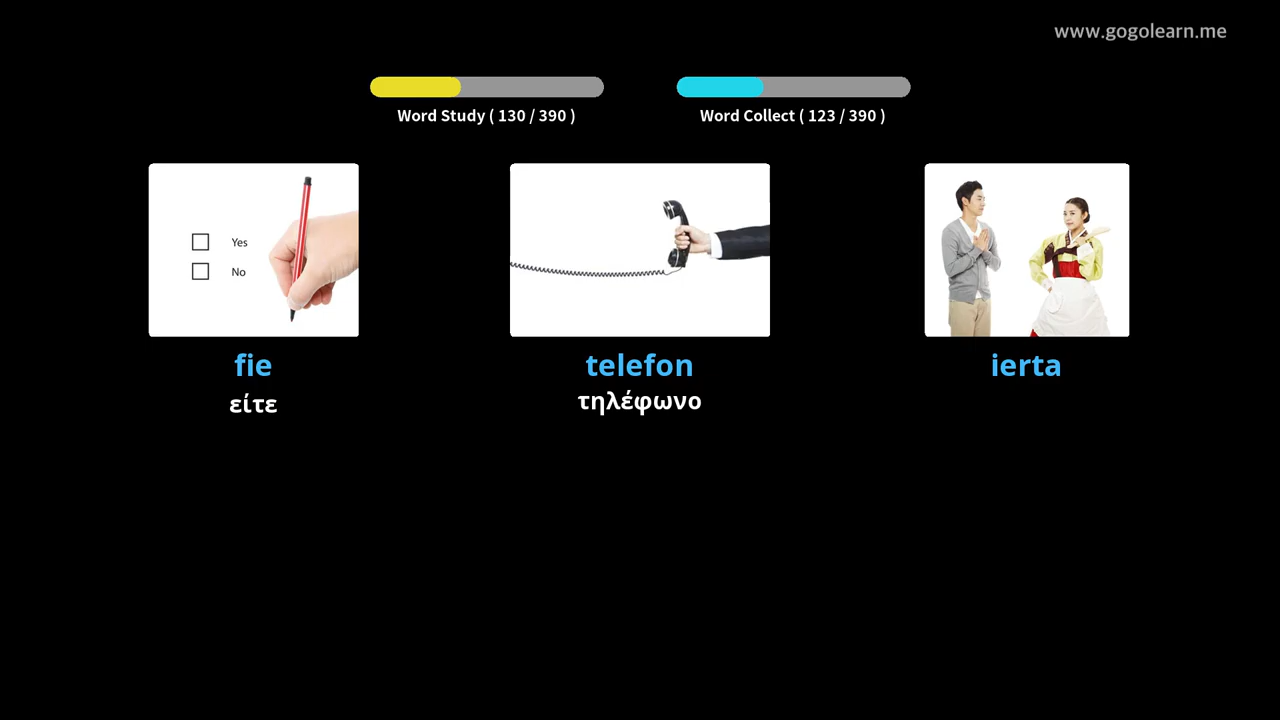 www.gogolearn.me
Word Study ( 130 / 390 )
Word Collect ( 123 / 390 )
Yes
No
fie
είτε
telefon
τηλέφωνο
ierta